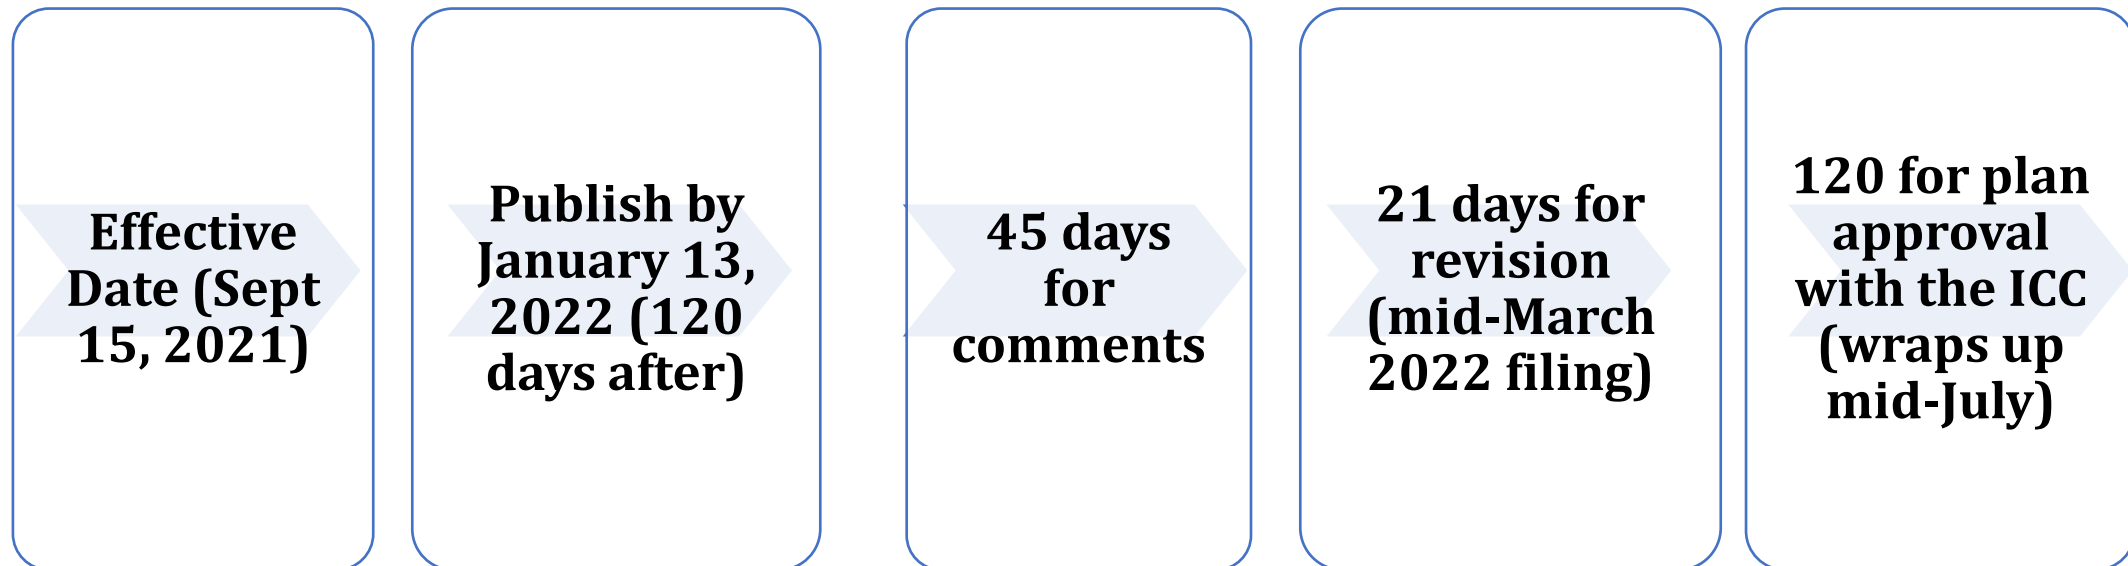 Effective
Date (Sept
15, 2021)
Publish by
January 13,
2022 (120
days after)
45 days
for
comments
21 days for
revision
(mid-March
2022 filing)
120 for plan
approval
with the ICC
(wraps up
mid-July)